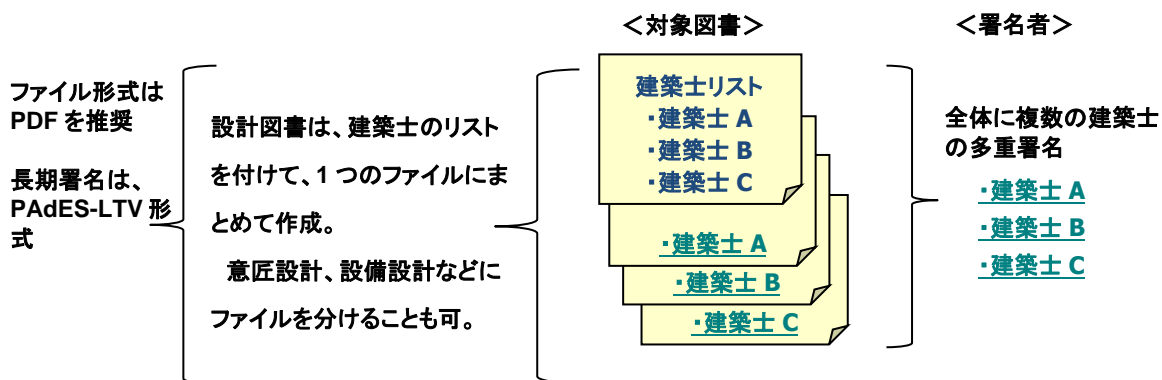 ＜対象図書＞
＜署名者＞
ファイル形式は
PDF を推奨
長期署名は、
PAdES-LTV 形
式
設計図書は、建築士のリスト
を付けて、1 つのファイルにま
とめて作成。
意匠設計、設備設計などに
ファイルを分けることも可。
建築士リスト
・建築士 A
・建築士 B
・建築士 C
・建築士 A
・建築士 B
・建築士 C
全体に複数の建築士
の多重署名
・建築士 A
・建築士 B
・建築士 C